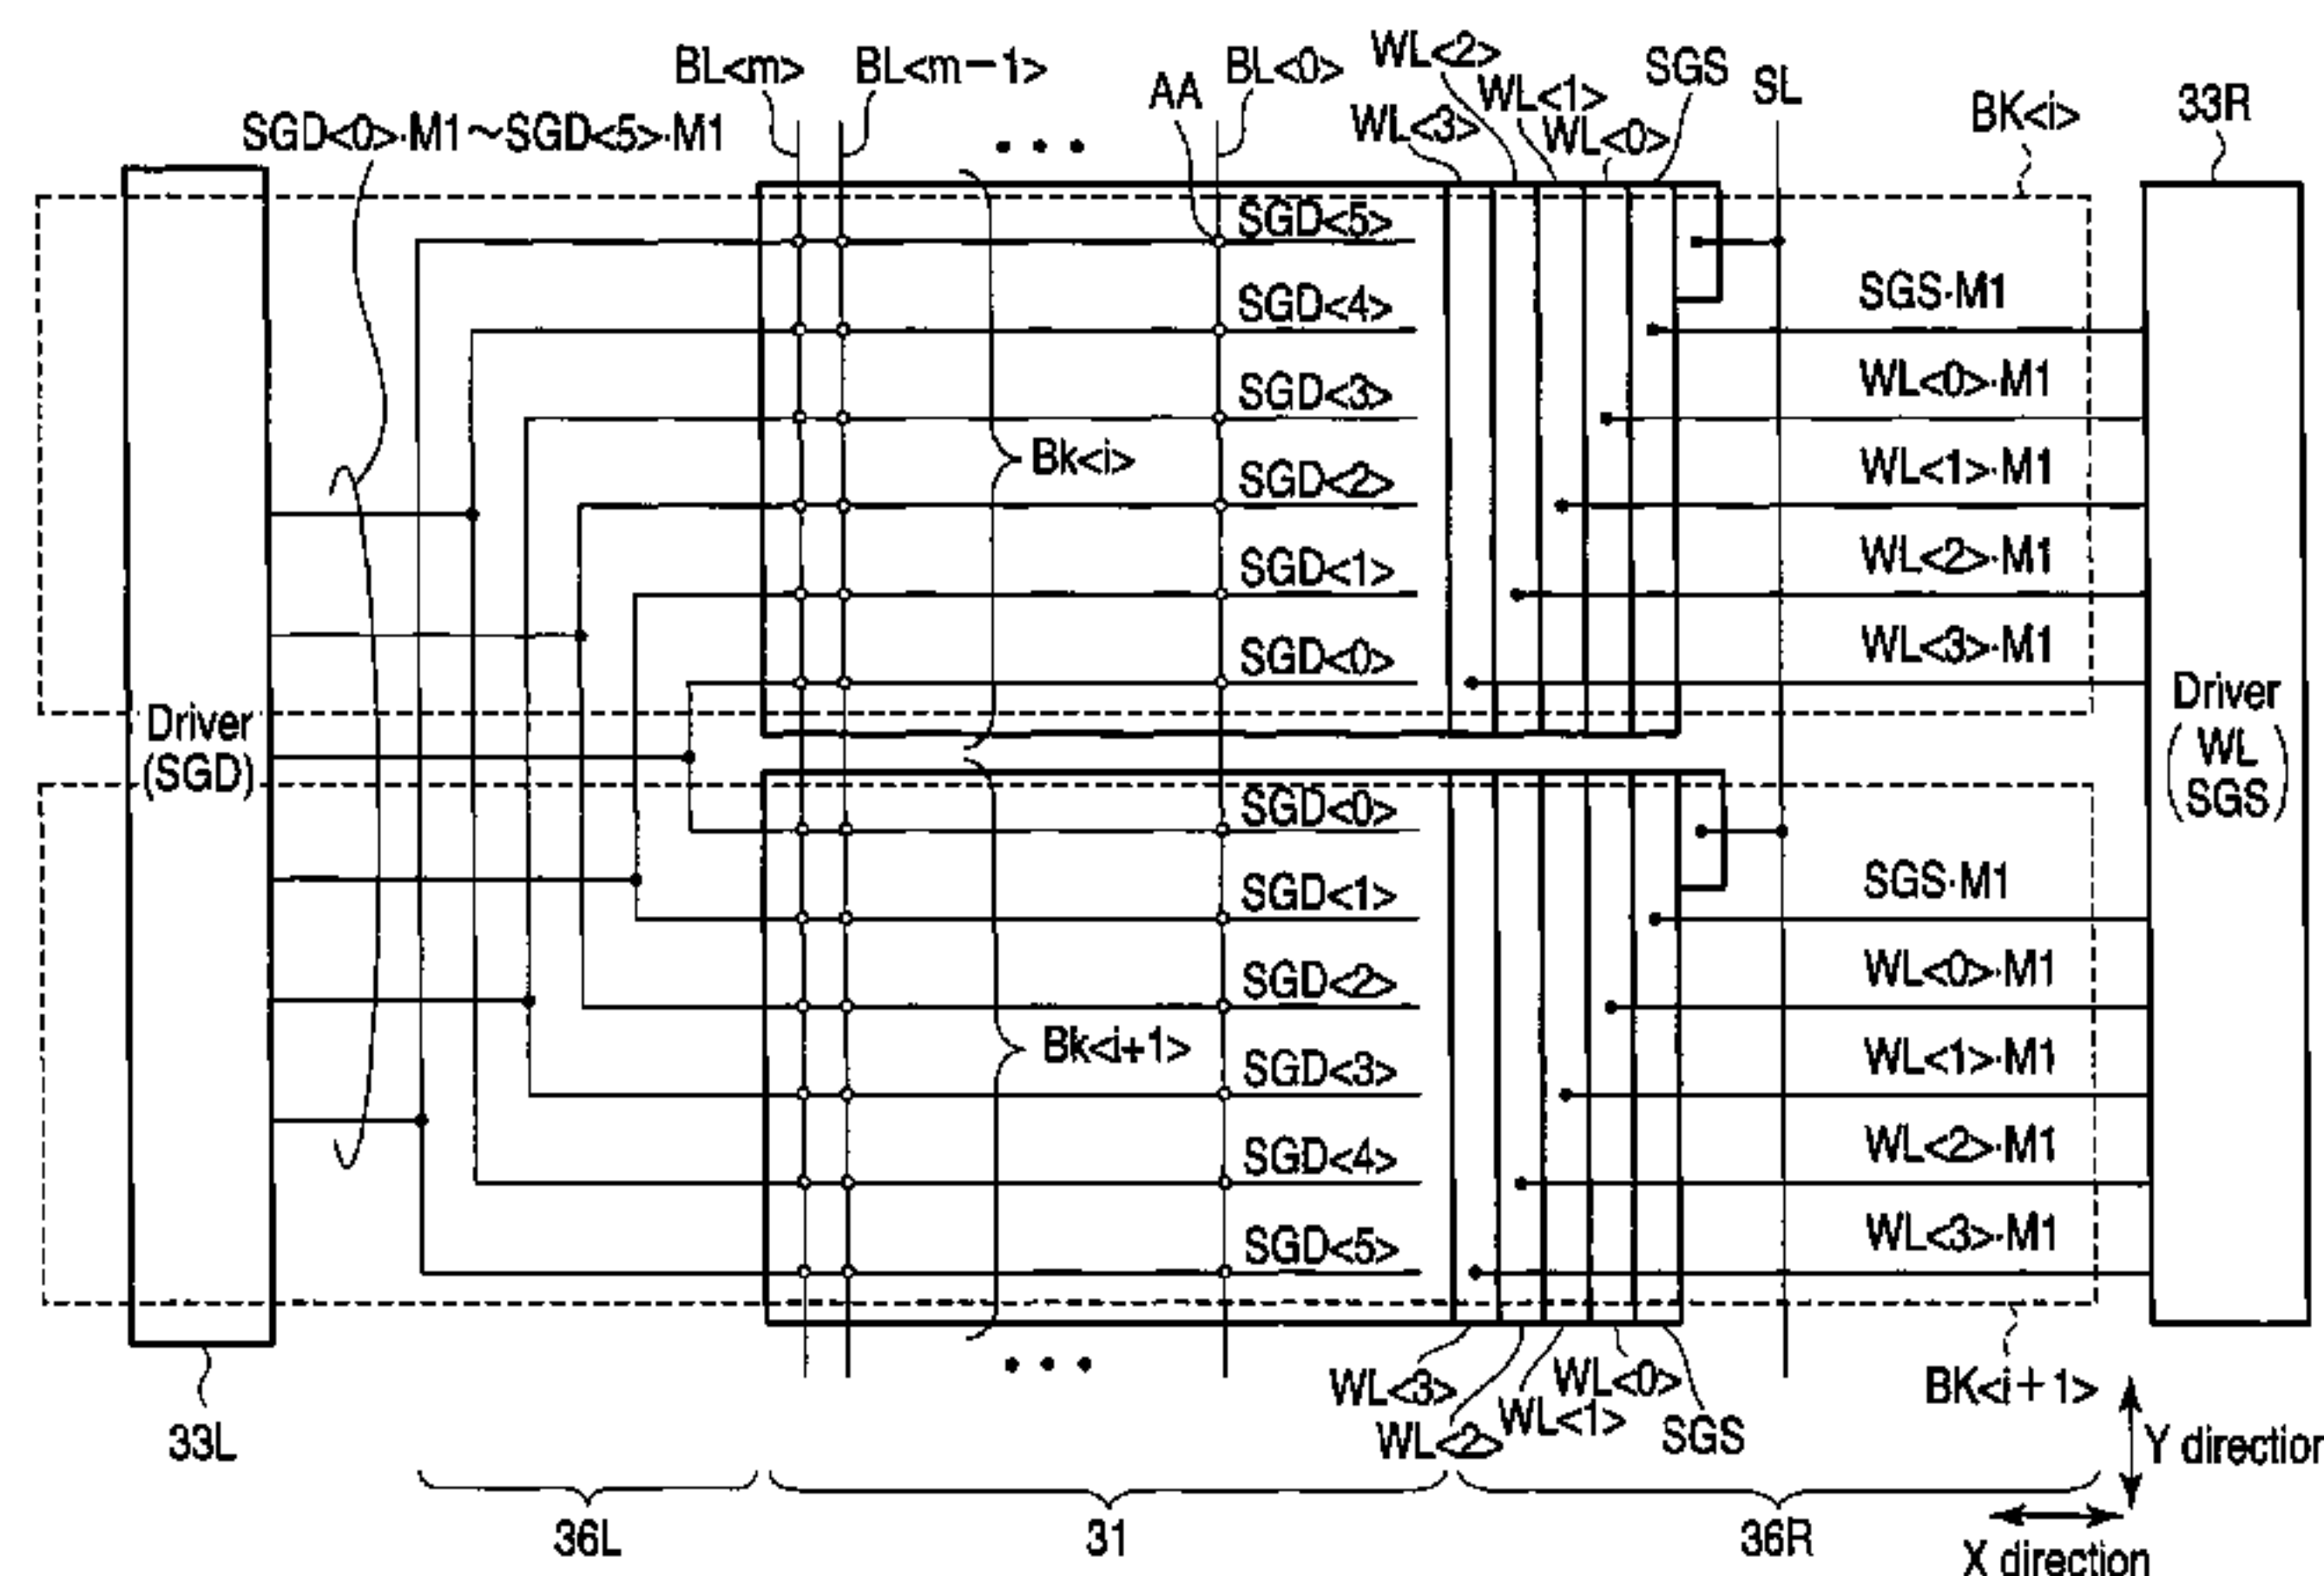 BL<m>
BL<m−1>
AA
BL<0>
WL<2>
WL<3>
WL<1>
WL<0>
SGS
SL
BK<i>
33R
SGD<0>·M1～SGD<5>·M1
SGD<5>
SGD<4>
SGD<3>
SGD<2>
SGD<1>
SGD<0>
Bk<i>
SGS·M1
WL<0>·M1
WL<1>·M1
WL<2>·M1
WL<3>·M1
Driver
(SGD)
Driver
(WL
SGS)
SGD<0>
SGD<1>
SGD<2>
SGD<3>
SGD<4>
SGD<5>
Bk<i+1>
SGS·M1
WL<0>·M1
WL<1>·M1
WL<2>·M1
WL<3>·M1
33L
WL<3>
WL<2>
WL<1>
WL<0>
SGS
BK<i+1>
Y direction
X direction
36L
31
36R